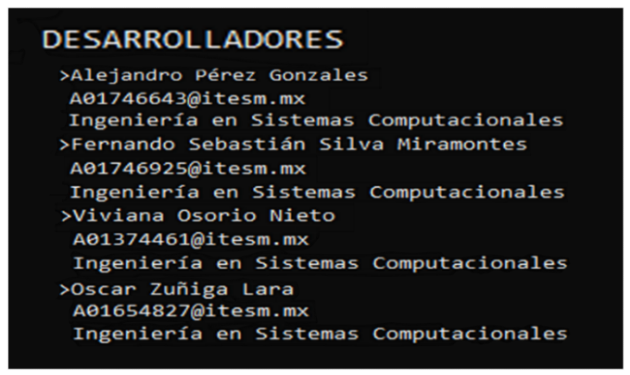 DESARROLLADORES
>Alejandro Pérez Gonzales
A01746643@itesm.mx
Ingeniería en Sistemas Computacionales
>Fernando Sebastián Silva Miramontes
A01746925@itesm.mx
Ingeniería en Sistemas Computacionales
>Viviana Osorio Nieto
A01374461@itesm.mx
Ingeniería en Sistemas Computacionales
>Oscar Zuñiga Lara
A01654827@itesm.mx
Ingeniería en Sistemas Computacionales